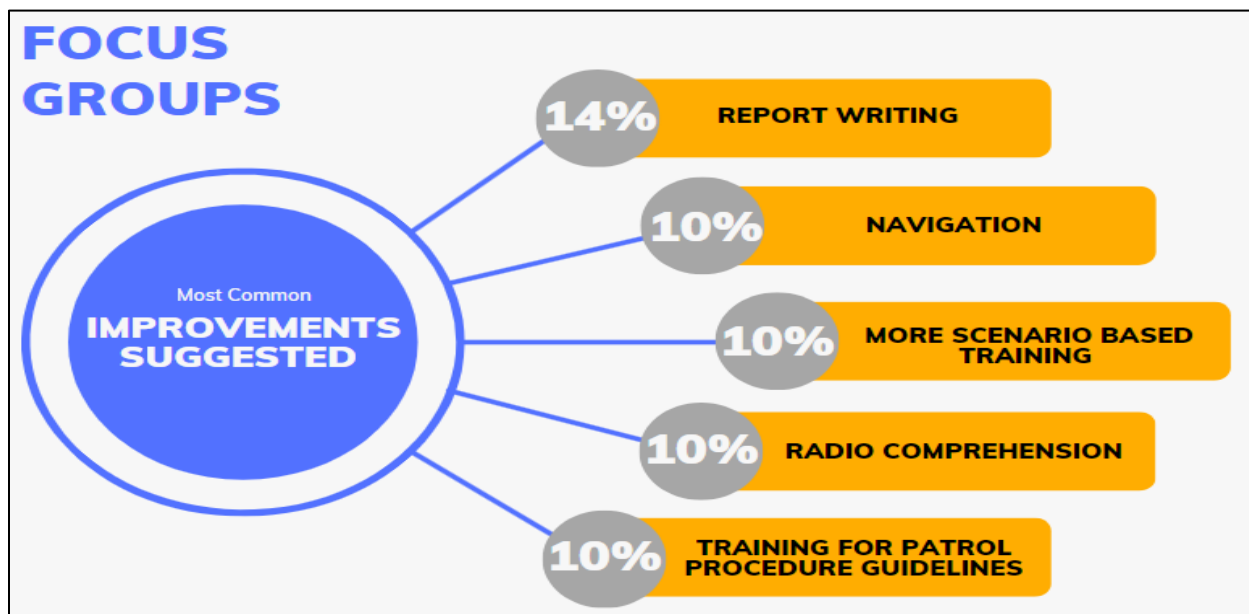 FOCUS
GROUPS
Most Common
IMPROVEMENTS
SUGGESTED
14%
REPORT WRITING
10%
NAVIGATION
10%
MORE SCENARIO BASED
TRAINING
10%
RADIO COMPREHENSION
10%
TRAINING FOR PATROL
PROCEDURE GUIDELINES